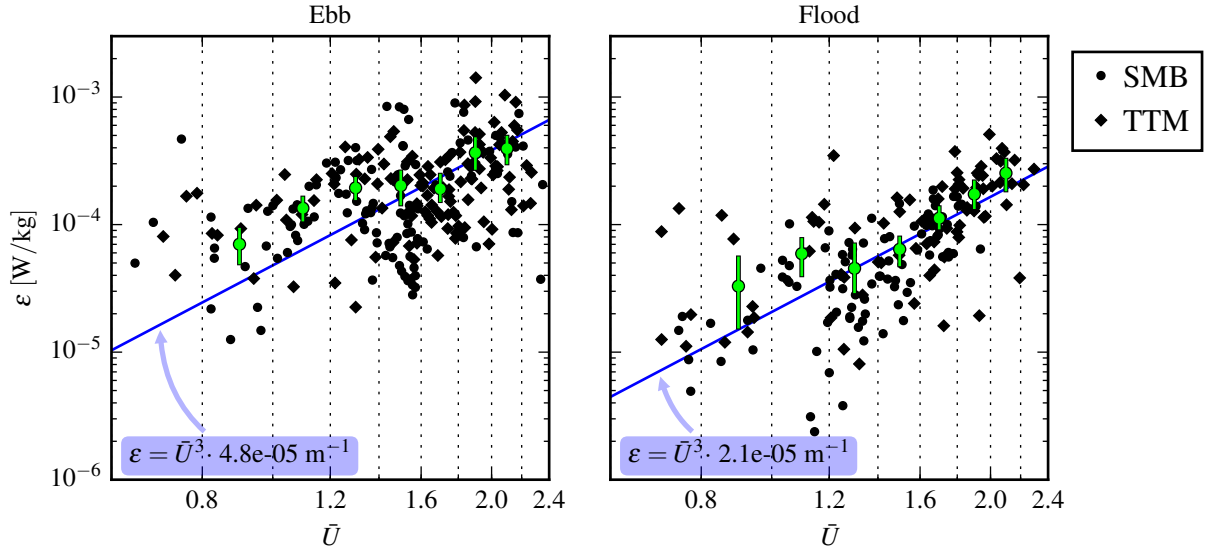 Ebb
Flood
ε [W/kg]
10⁻³
10⁻⁴
10⁻⁵
10⁻⁶
ε = Ū³ · 4.8e-05 m⁻¹
ε = Ū³ · 2.1e-05 m⁻¹
0.8 1.2 1.6 2.0 2.4
0.8 1.2 1.6 2.0 2.4
Ū
Ū
SMB
TTM